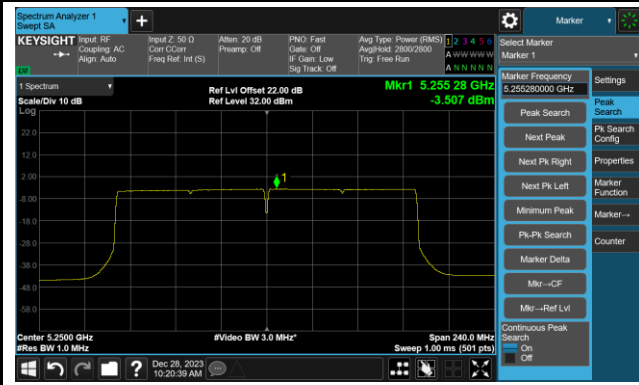 Spectrum Analyzer 1
Swept SA
+
Marker
KEYSIGHT
Input: RF
Coupling: AC
Align: Auto
Input Z: 50 Ω
Corr CCorr
Freq Ref: Int (S)
Atten: 20 dB
Preamp: Off
PNO: Fast
Gate: Off
IF Gain: Low
Sig Track: Off
Avg Type: Power (RMS)
Avg|Hold: 2800/2800
Trig: Free Run
1 2 3 4 5 6
A W W W W W
A N N N N N
Select Marker
Marker 1
LXI
1 Spectrum
Scale/Div 10 dB
Log
Ref Lvl Offset 22.00 dB
Ref Level 32.00 dBm
Mkr1 5.255 28 GHz
-3.507 dBm
22.0
12.0
2.00
-8.00
-18.0
-28.0
-38.0
-48.0
-58.0
1
Center 5.2500 GHz
#Res BW 1.0 MHz
#Video BW 3.0 MHz*
Span 240.0 MHz
Sweep 1.00 ms (501 pts)
Marker Frequency
5.255280000 GHz
Peak Search
Next Peak
Next Pk Right
Next Pk Left
Minimum Peak
Pk-Pk Search
Marker Delta
Mkr→CF
Mkr→Ref Lvl
Continuous Peak
Search
On
Off
Settings
Peak
Search
Pk Search
Config
Properties
Marker
Function
Marker→
Counter
?
Dec 28, 2023
10:20:39 AM